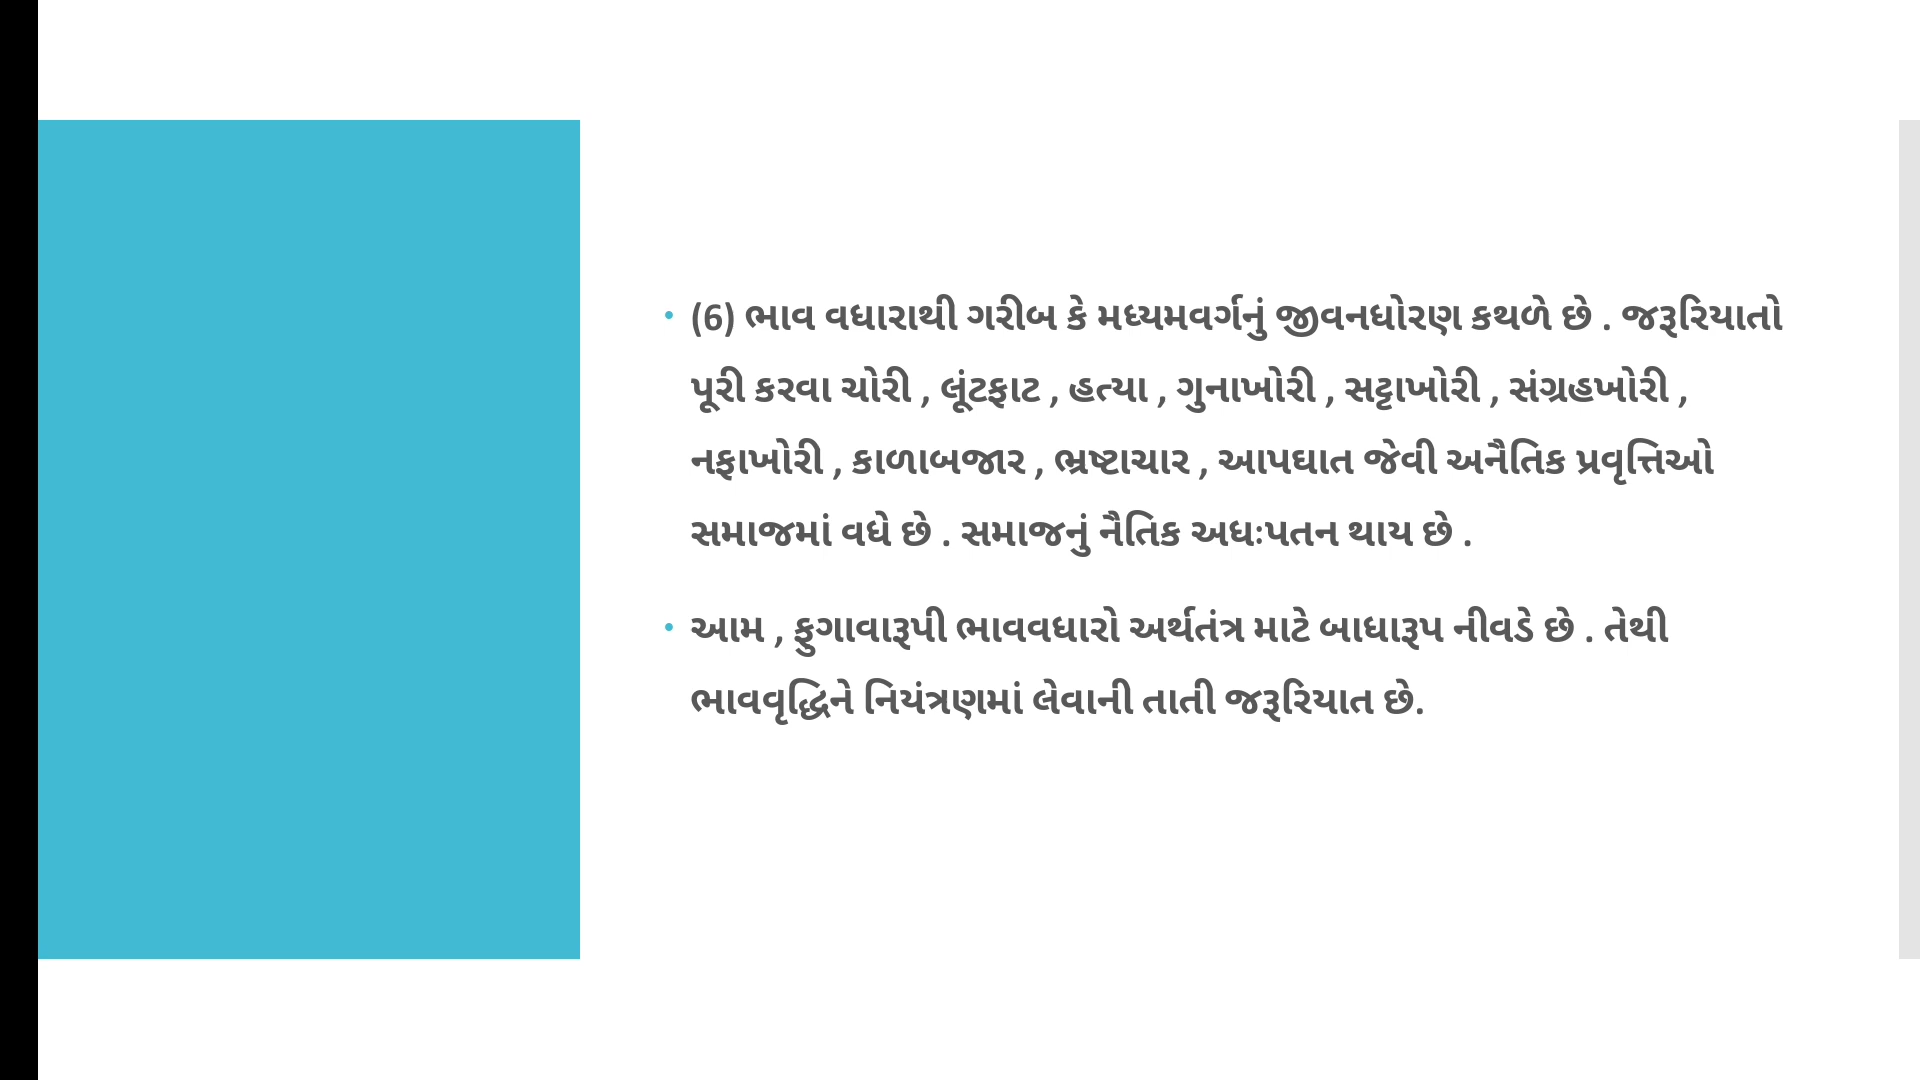 • (6) ભાવ વધારાથી ગરીબ કે મધ્યમવર્ગનું જીવનધોરણ કથળે છે . જરૂરિયાતો
પૂરી કરવા ચોરી , લૂંટફાટ , હત્યા , ગુનાખોરી , સટ્ટાખોરી , સંગ્રહખોરી ,
નફાખોરી , કાળાબજાર , ભ્રષ્ટાચાર , આપઘાત જેવી અનૈતિક પ્રવૃત્તિઓ
સમાજમાં વધે છે . સમાજનું નૈતિક અધઃપતન થાય છે .
• આમ , ફુગાવારૂપી ભાવવધારો અર્થતંત્ર માટે બાધારૂપ નીવડે છે . તેથી
ભાવવૃદ્ધિને નિયંત્રણમાં લેવાની તાતી જરૂરિયાત છે.